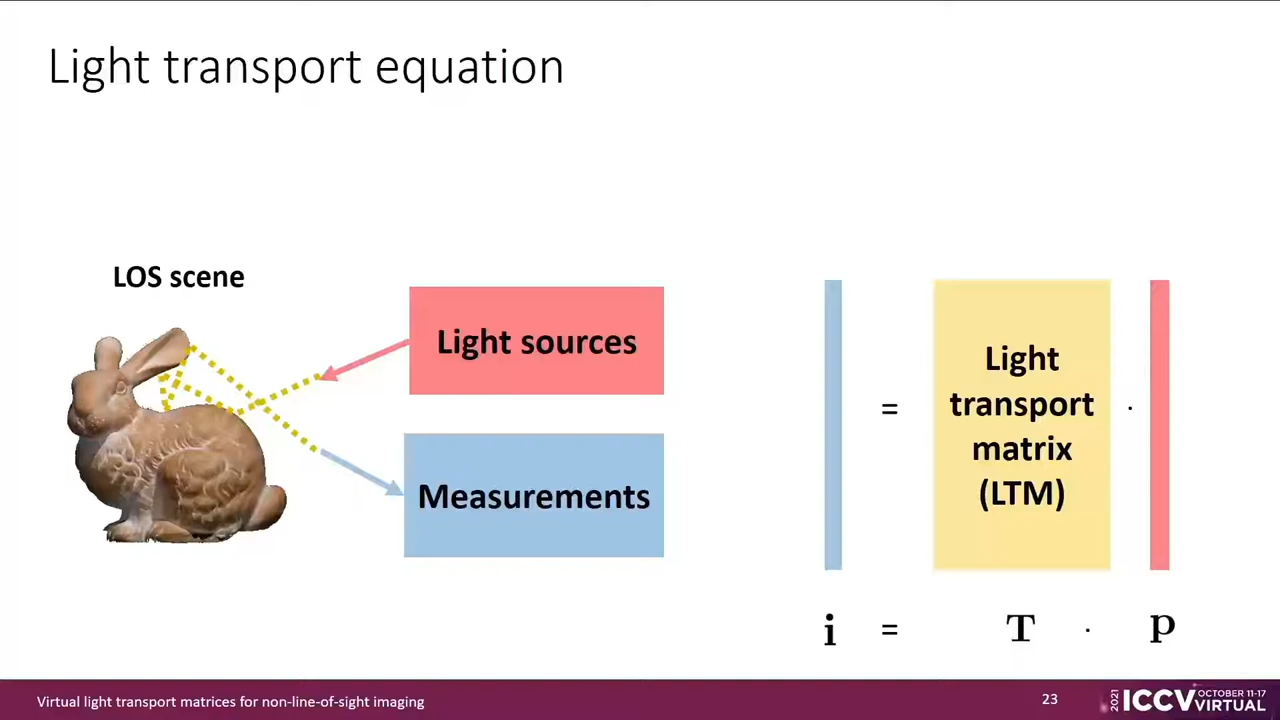 Light transport equation
LOS scene
Light sources
Measurements
=
Light
transport
matrix
(LTM)
·
i = T · p
Virtual light transport matrices for non-line-of-sight imaging
23
2021 ICCV OCTOBER 11-17
VIRTUAL